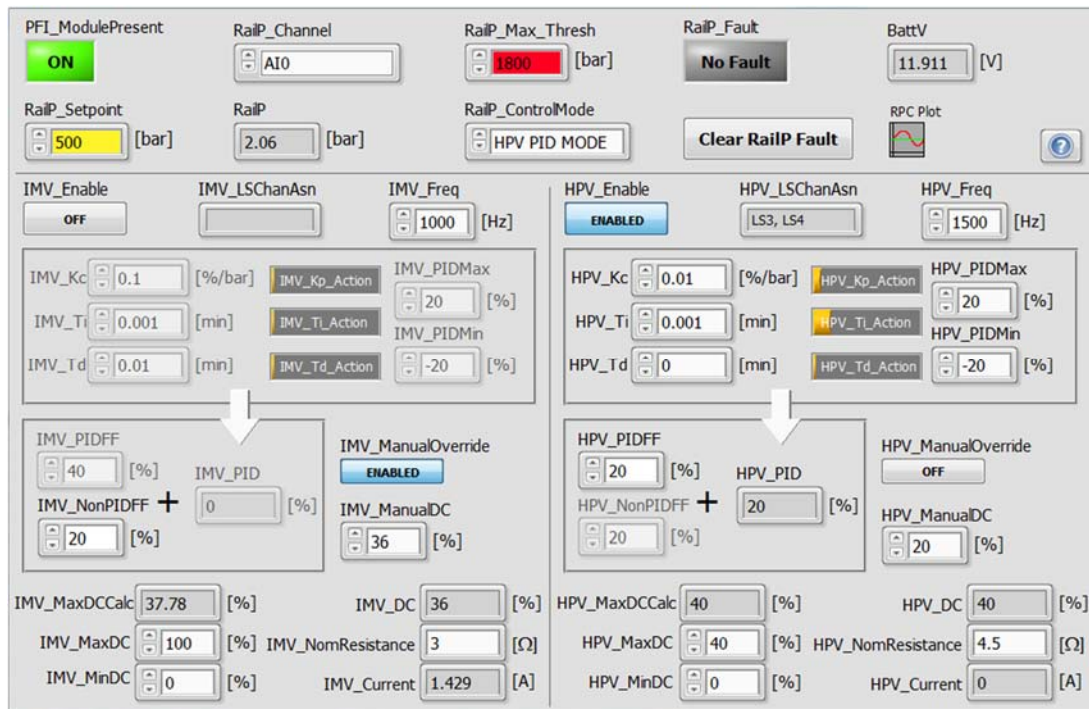 PFI_ModulePresent RailP_Channel RailP_Max_Thresh RailP_Fault BattV
ON AI0 1800 [bar] No Fault 11.911 [V]
RailP_Setpoint RailP RailP_ControlMode RPC Plot
500 [bar] 2.06 [bar] HPV PID MODE Clear RailP Fault ?
IMV_Enable IMV_LSChanAsn IMV_Freq
OFF 1000 [Hz]
IMV_Kc 0.1 [%/bar] IMV_Kp_Action IMV_PIDMax
20 [%]
IMV_Ti 0.001 [min] IMV_Ti_Action IMV_PIDMin
IMV_Td 0.01 [min] IMV_Td_Action -20 [%]
IMV_PIDFF IMV_ManualOverride
40 [%] IMV_PID ENABLED
IMV_NonPIDFF + 0 [%] IMV_ManualDC
20 [%] 36 [%]
IMV_MaxDCCalc 37.78 [%] IMV_DC 36 [%]
IMV_MaxDC 100 [%] IMV_NomResistance 3 [Ω]
IMV_MinDC 0 [%] IMV_Current 1.429 [A]
HPV_Enable HPV_LSChanAsn HPV_Freq
ENABLED LS3, LS4 1500 [Hz]
HPV_Kc 0.01 [%/bar] HPV_Kp_Action HPV_PIDMax
20 [%]
HPV_Ti 0.001 [min] HPV_Ti_Action HPV_PIDMin
HPV_Td 0 [min] HPV_Td_Action -20 [%]
HPV_PIDFF HPV_ManualOverride
20 [%] HPV_PID OFF
HPV_NonPIDFF + 20 [%] HPV_ManualDC
20 [%] 20 [%]
HPV_MaxDCCalc 40 [%] HPV_DC 40 [%]
HPV_MaxDC 40 [%] HPV_NomResistance 4.5 [Ω]
HPV_MinDC 0 [%] HPV_Current 0 [A]